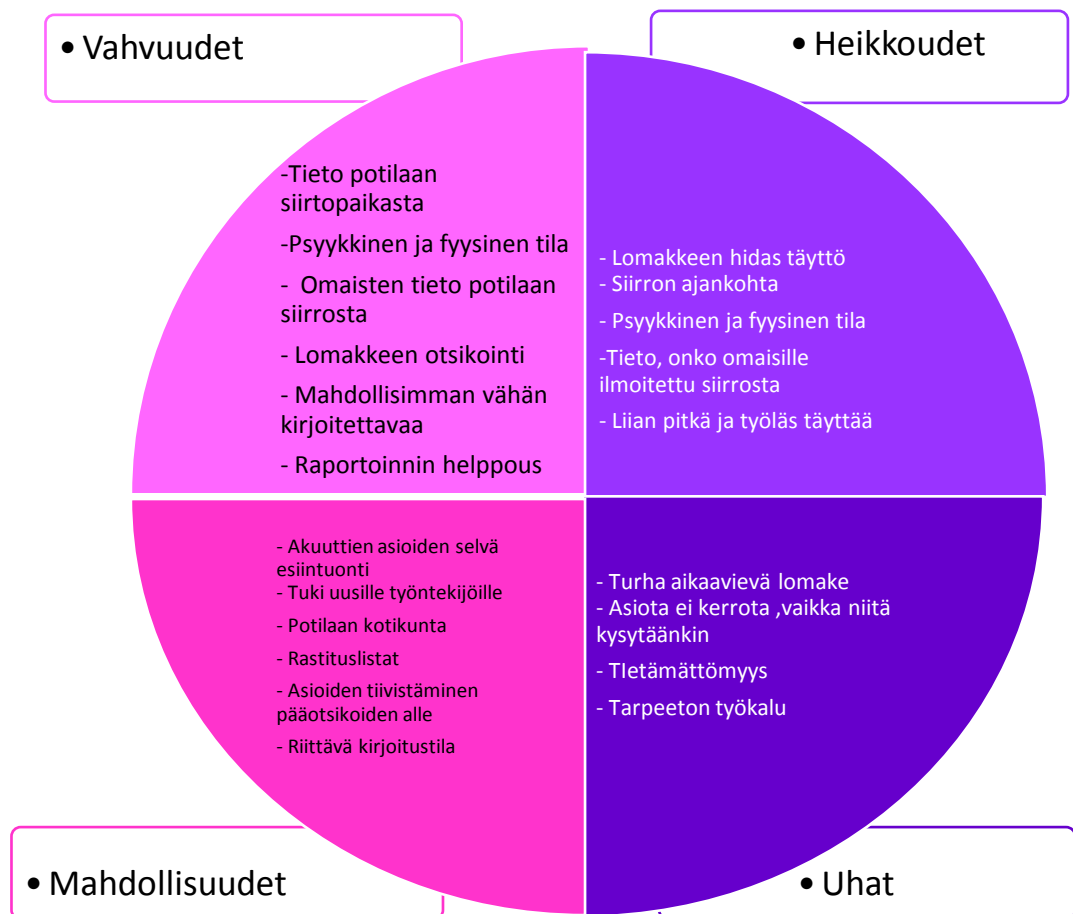 • Vahvuudet
-Tieto potilaan
siirtopaikasta
-Psyykkinen ja fyysinen tila
- Omaisten tieto potilaan
siirrosta
- Lomakkeen otsikointi
- Mahdollisimman vähän
kirjoitettavaa
- Raportoinnin helppous
• Heikkoudet
- Lomakkeen hidas täyttö
- Siirron ajankohta
- Psyykkinen ja fyysinen tila
-Tieto, onko omaisille
ilmoitettu siirrosta
- Liian pitkä ja työläs täyttää
- Akuuttien asioiden selvä
esiintuonti
- Tuki uusille työntekijöille
- Potilaan kotikunta
- Rastituslistat
- Asioiden tiivistäminen
pääotsikoiden alle
- Riittävä kirjoitustila
• Mahdollisuudet
- Turha aikaavievä lomake
- Asiota ei kerrota ,vaikka niitä
kysytäänkin
- TIetämättömyys
- Tarpeeton työkalu
• Uhat